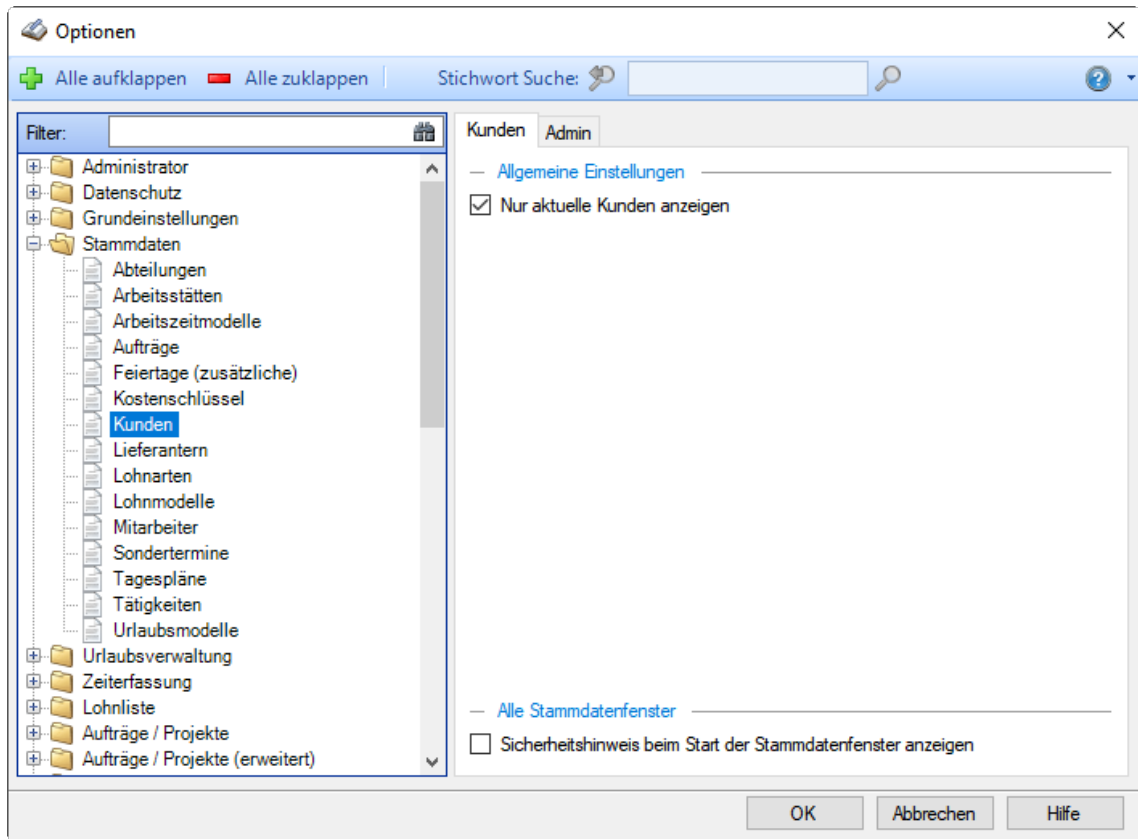 Optionen
Alle aufklappen Alle zuklappen Stichwort Suche:
Filter:
Administrator
Datenschutz
Grundeinstellungen
Stammdaten
Abteilungen
Arbeitsstätten
Arbeitszeitmodelle
Aufträge
Feiertage (zusätzliche)
Kostenschlüssel
Kunden
Lieferantern
Lohnarten
Lohnmodelle
Mitarbeiter
Sondertermine
Tagespläne
Tätigkeiten
Urlaubsmodelle
Urlaubsverwaltung
Zeiterfassung
Lohnliste
Aufträge / Projekte
Aufträge / Projekte (erweitert)
Kunden Admin
Allgemeine Einstellungen
Nur aktuelle Kunden anzeigen
Alle Stammdatenfenster
Sicherheitshinweis beim Start der Stammdatenfenster anzeigen
OK Abbrechen Hilfe